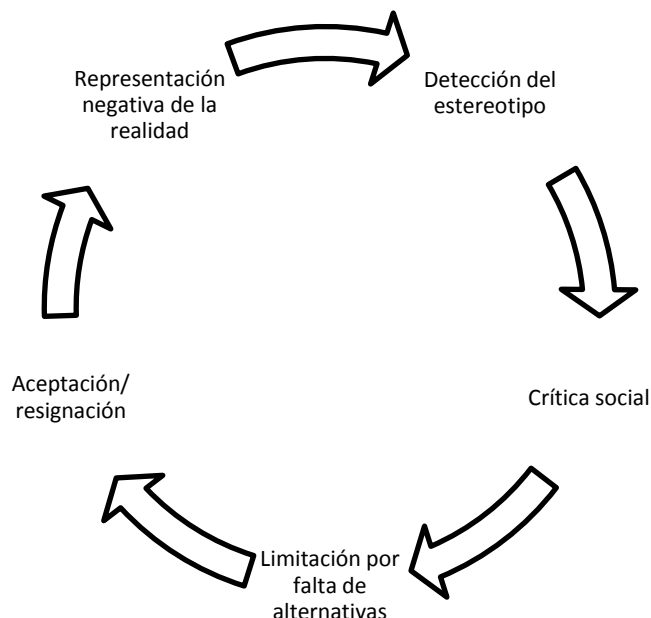 Representación
negativa de la
realidad
Detección del
estereotipo
Crítica social
Limitación por
falta de
alternativas
Aceptación/
resignación